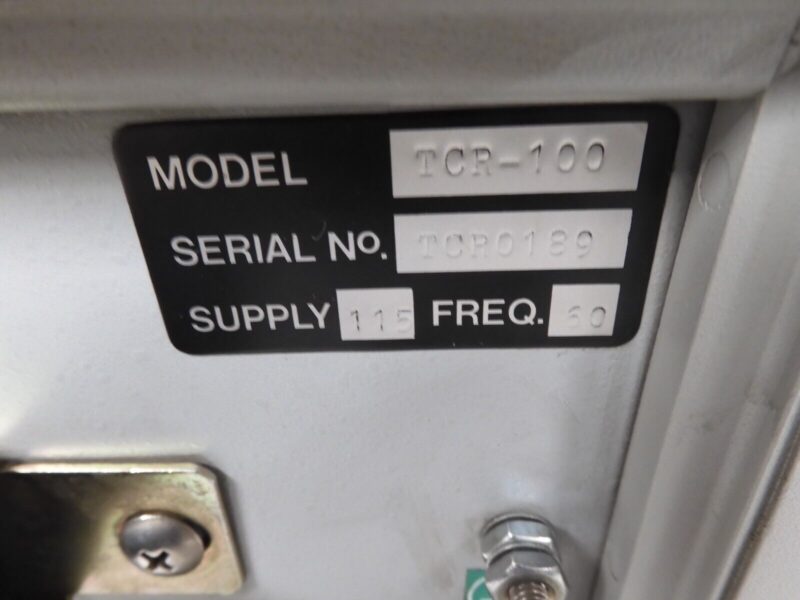 MODEL TCR-100
SERIAL No. TCR0189
SUPPLY 115 FREQ. 60